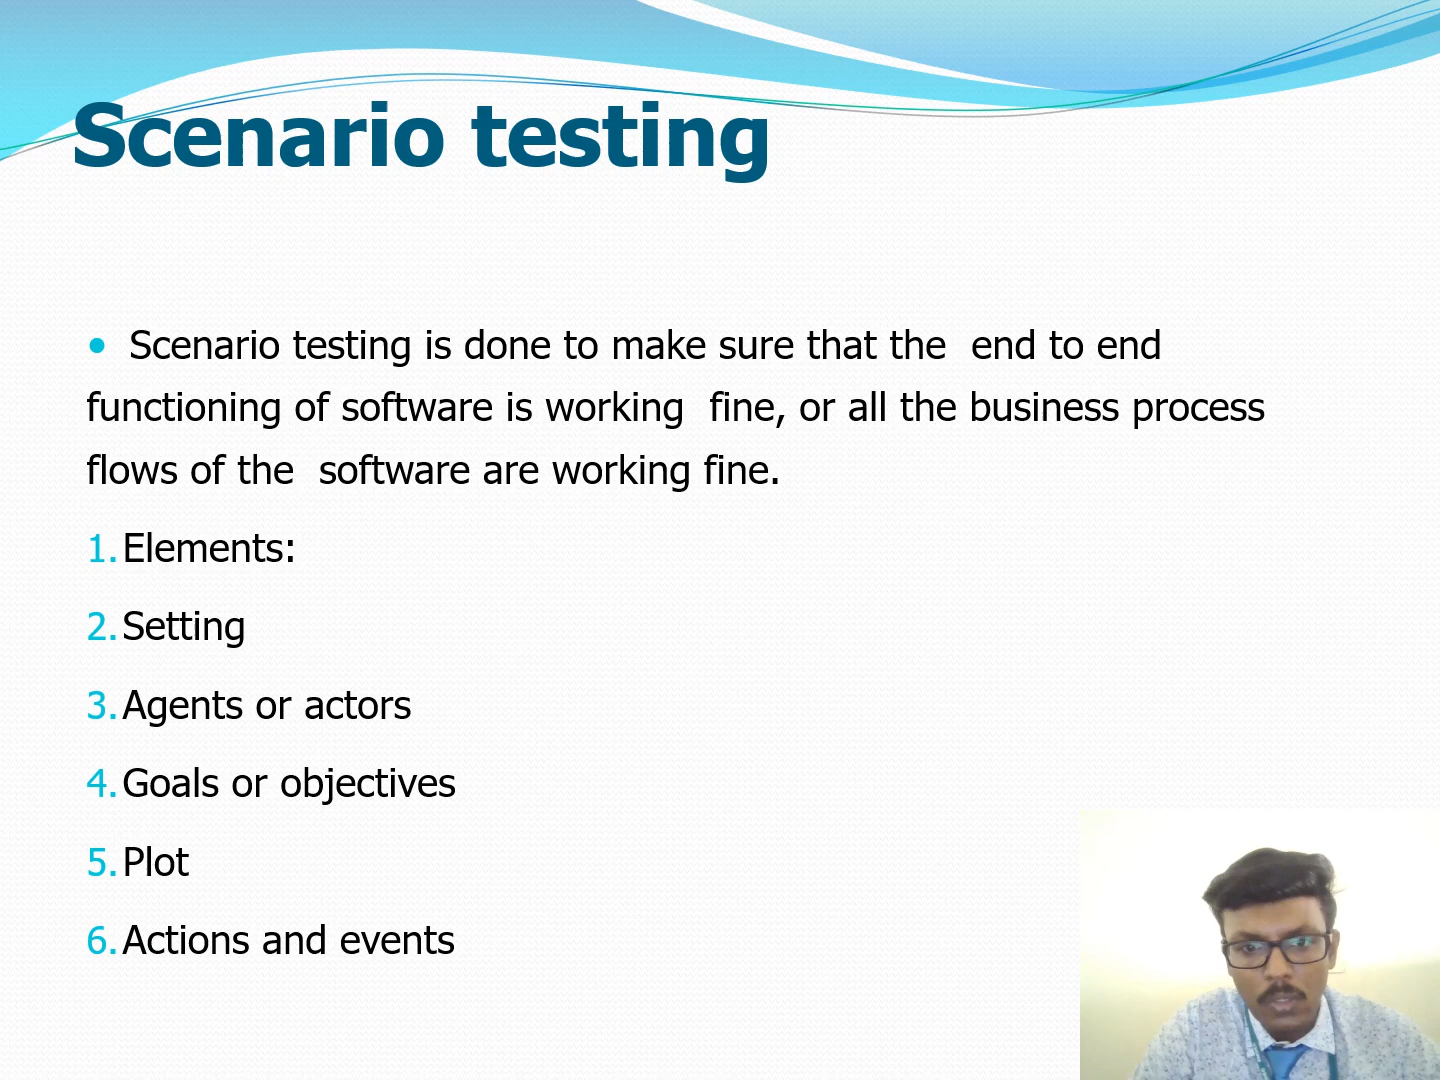 Scenario testing
• Scenario testing is done to make sure that the  end to end
functioning of software is working  fine, or all the business process
flows of the  software are working fine.
1. Elements:
2. Setting
3. Agents or actors
4. Goals or objectives
5. Plot
6. Actions and events